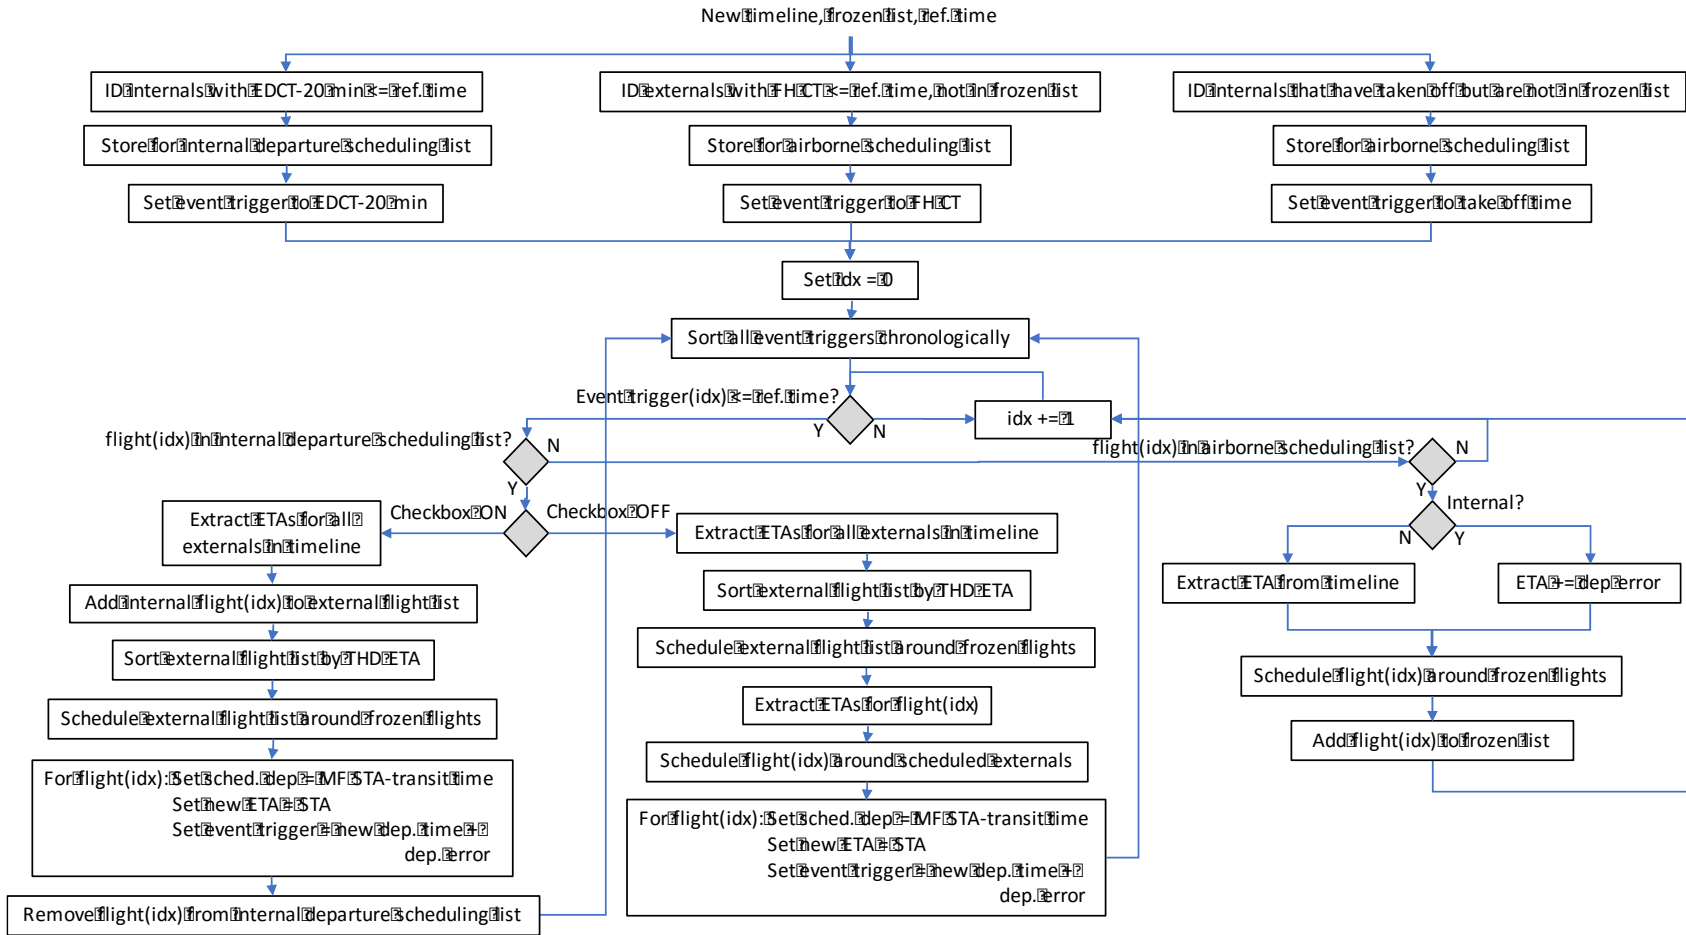 New timeline, frozen list, ref. time
ID internals with EDCT-20 min <= ref. time
ID externals with FH CT <= ref. time, not in frozen list
ID internals that have taken off but are not in frozen list
Store for internal departure scheduling list
Store for airborne scheduling list
Store for airborne scheduling list
Set event trigger to EDCT-20 min
Set event trigger to FH CT
Set event trigger to take off time
Set idx = 0
Sort all event triggers chronologically
Event trigger(idx) <= ref. time?
Y
N
idx += 1
flight(idx) in internal departure scheduling list?
N
Y
flight(idx) in airborne scheduling list?
N
Y
Checkbox ON
Checkbox OFF
Internal?
N
Y
Extract ETAs for all
externals in timeline
Add internal flight(idx) to external flight list
Sort external flight list by THD ETA
Schedule external flight list around frozen flights
For flight(idx): Set sched. dep = MF STA-transit time
Set new ETA = STA
Set event trigger = new dep. time +
dep. error
Remove flight(idx) from internal departure scheduling list
Extract ETAs for all externals in timeline
Sort external flight list by THD ETA
Schedule external flight list around frozen flights
Extract ETAs for flight(idx)
Schedule flight(idx) around scheduled externals
For flight(idx): Set sched. dep = MF STA-transit time
Set new ETA = STA
Set event trigger = new dep. time +
dep. error
Extract ETA from timeline
ETA += dep error
Schedule flight(idx) around frozen flights
Add flight(idx) to frozen list